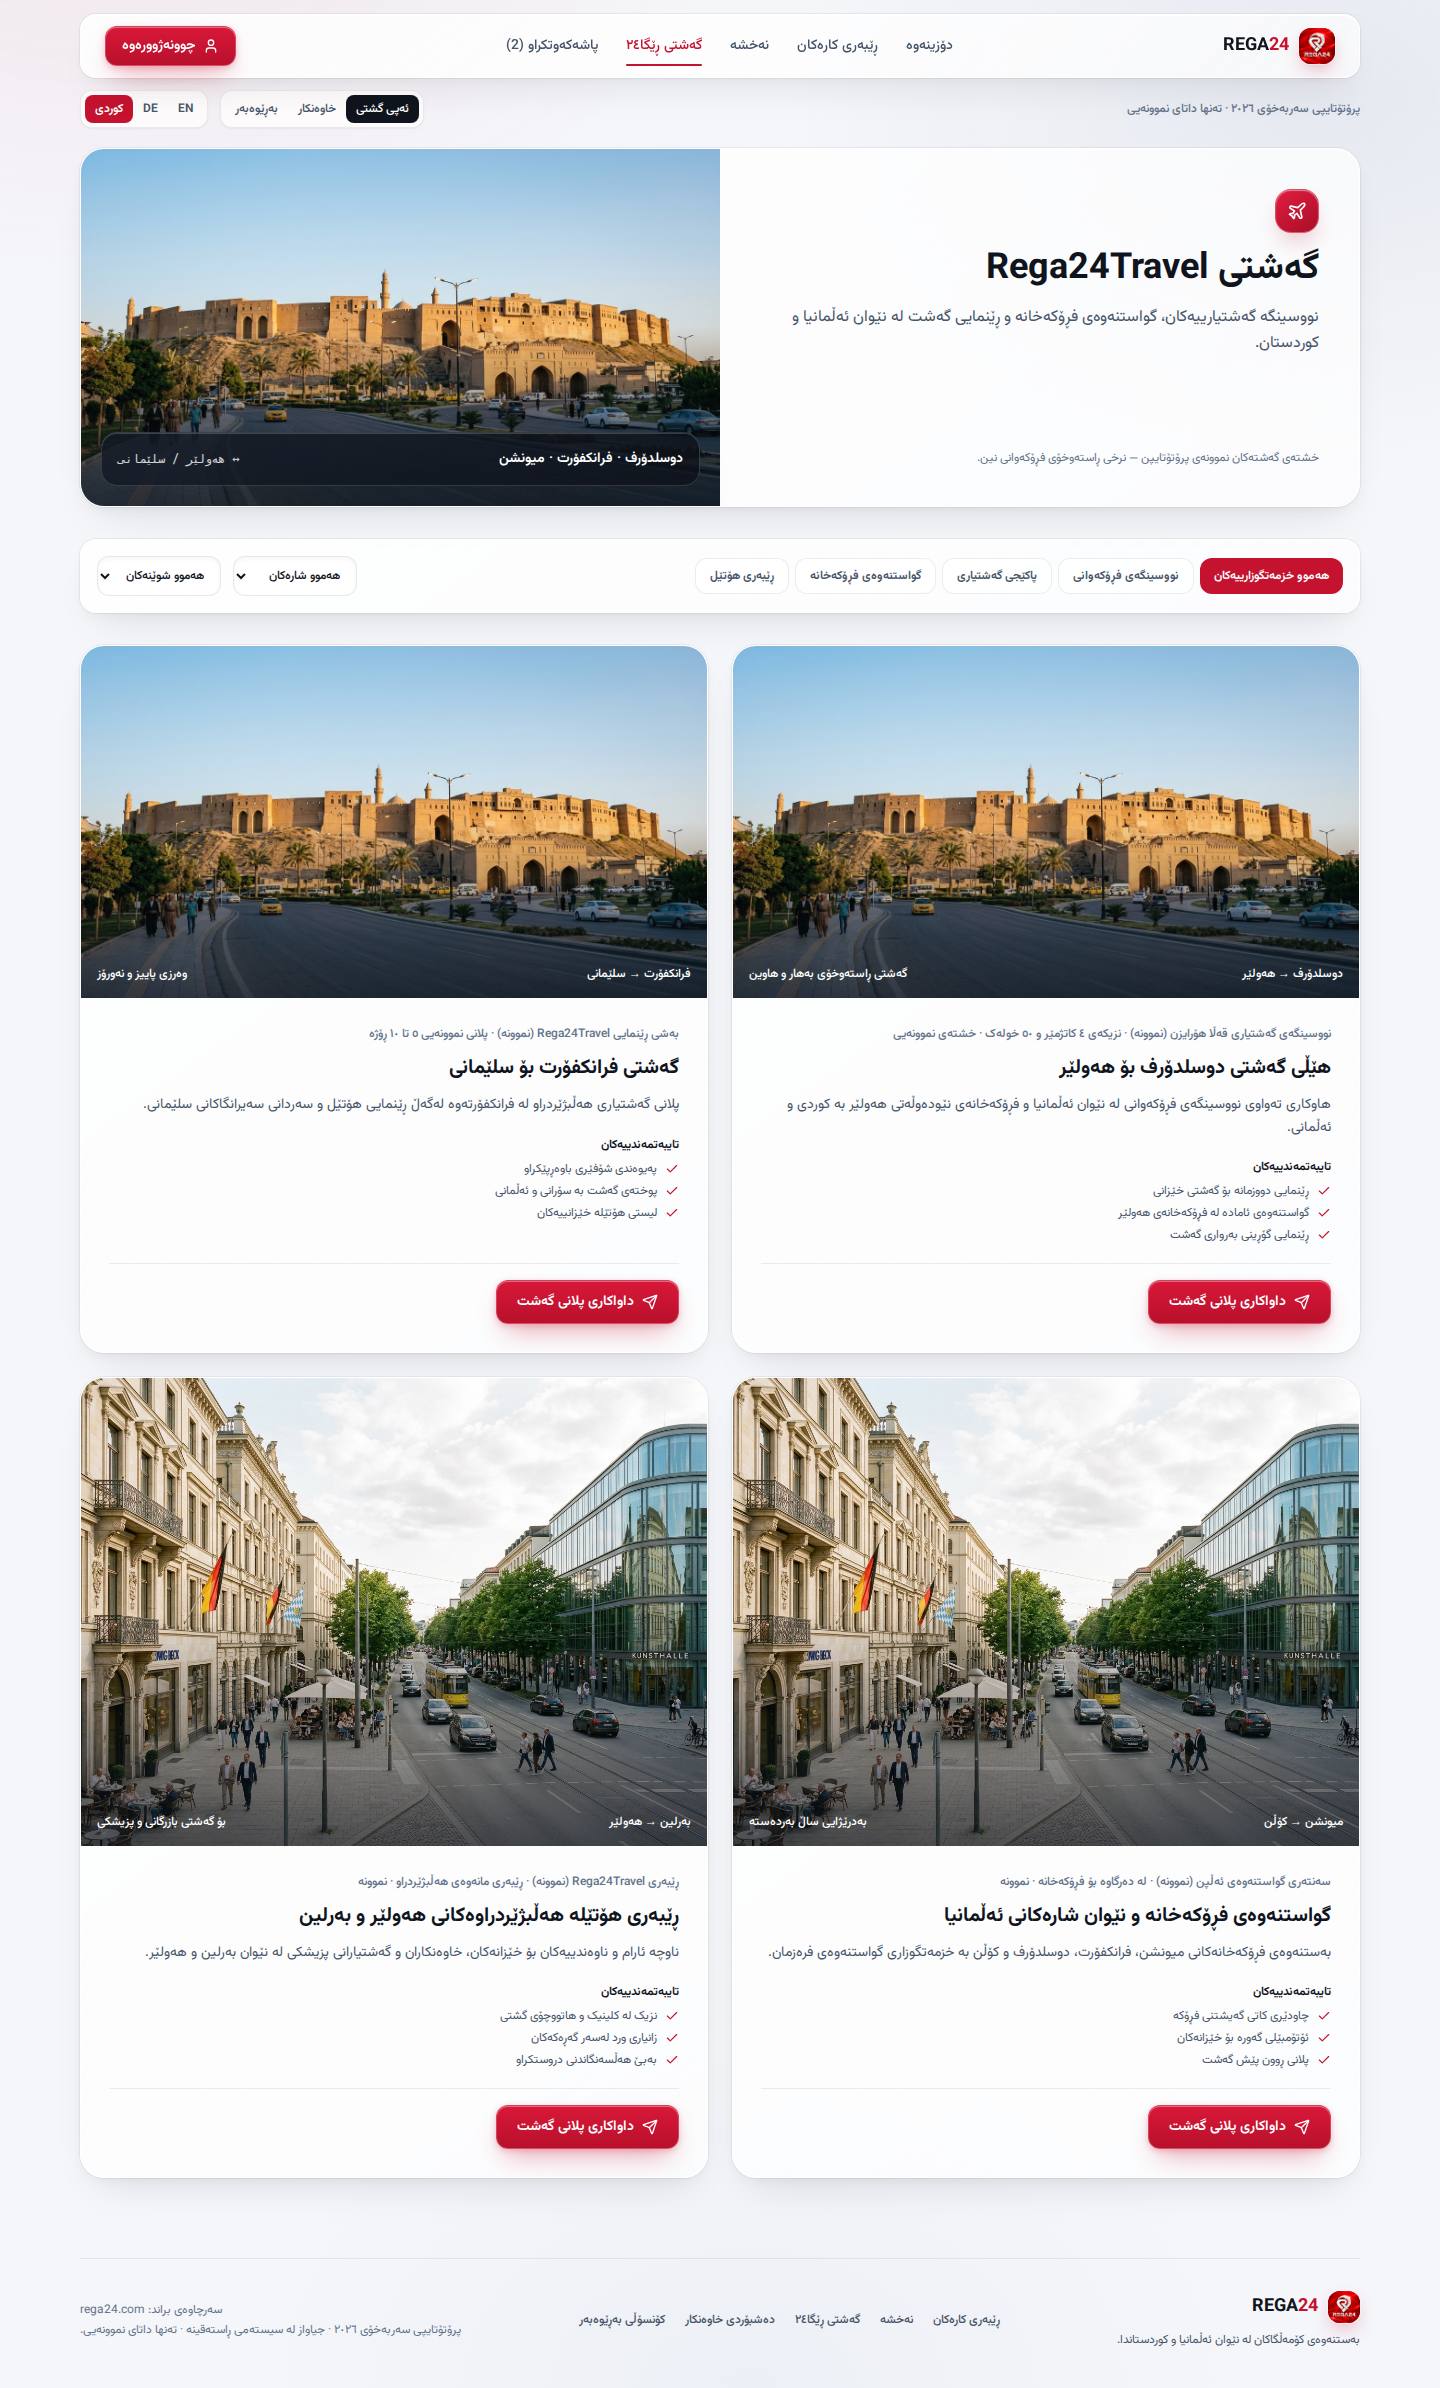 REGA24
دۆزینەوە
ڕێبەری کارەکان
نەخشە
گەشتی ڕێگا٢٤
پاشەکەوتکراو (2)
چوونەژوورەوە
پرۆتۆتایپی سەربەخۆی ٢٠٢٦ · تەنها داتای نموونەیی
ئەپی گشتی
خاوەنکار
بەڕێوەبەر
EN
DE
کوردی
گەشتی Rega24Travel
نووسینگە گەشتیارییەکان، گواستنەوەی فڕۆکەخانە و ڕێنمایی گەشت لە نێوان ئەڵمانیا و
کوردستان.
خشتەی گەشتەکان نموونەی پرۆتۆتایپن — نرخی ڕاستەوخۆی فڕۆکەوانی نین.
دوسلدۆرف · فرانکفۆرت · میونشن
↔ هەولێر / سلێمانی
هەموو خزمەتگوزارییەکان
نووسینگەی فڕۆکەوانی
پاکێجی گەشتیاری
گواستنەوەی فڕۆکەخانە
ڕێبەری هۆتێل
هەموو شارەکان
هەموو شوێنەکان
دوسلدۆرف → هەولێر
گەشتی ڕاستەوخۆی بەهار و هاوین
نووسینگەی گەشتیاری قەڵا هۆرایزن (نموونە) · نزیکەی ٤ کاتژمێر و ٥٠ خولەک · خشتەی نموونەیی
هێڵی گەشتی دوسلدۆرف بۆ هەولێر
هاوکاری تەواوی نووسینگەی فڕۆکەوانی لە نێوان ئەڵمانیا و فڕۆکەخانەی نێودەوڵەتی هەولێر بە کوردی و
ئەڵمانی.
تایبەتمەندییەکان
ڕێنمایی دووزمانە بۆ گەشتی خێزانی
گواستنەوەی ئامادە لە فڕۆکەخانەی هەولێر
ڕێنمایی گۆڕینی بەرواری گەشت
داواکاری پلانی گەشت
فرانکفۆرت → سلێمانی
وەرزی پاییز و نەورۆز
بەشی ڕێنمایی Rega24Travel (نموونە) · پلانی نموونەیی ٥ تا ١٠ ڕۆژە
گەشتی فرانکفۆرت بۆ سلێمانی
پلانی گەشتیاری هەڵبژێردراو لە فرانکفۆرتەوە لەگەڵ ڕێنمایی هۆتێل و سەردانی سەیرانگاکانی سلێمانی.
تایبەتمەندییەکان
پەیوەندی شۆفێری باوەڕپێکراو
پوختەی گەشت بە سۆرانی و ئەڵمانی
لیستی هۆتێلە خێزانییەکان
داواکاری پلانی گەشت
KUNSTHALLE
میونشن → کۆڵن
بەدرێژایی ساڵ بەردەستە
سەنتەری گواستنەوەی ئەڵپن (نموونە) · لە دەرگاوە بۆ فڕۆکەخانە · نموونە
گواستنەوەی فڕۆکەخانە و نێوان شارەکانی ئەڵمانیا
بەستنەوەی فڕۆکەخانەکانی میونشن، فرانکفۆرت، دوسلدۆرف و کۆڵن بە خزمەتگوزاری گواستنەوەی فرەزمان.
تایبەتمەندییەکان
چاودێری کاتی گەیشتنی فڕۆکە
ئۆتۆمبێلی گەورە بۆ خێزانەکان
پلانی ڕوون پێش گەشت
داواکاری پلانی گەشت
KUNSTHALLE
بەرلین → هەولێر
بۆ گەشتی بازرگانی و پزیشکی
ڕێبەری Rega24Travel (نموونە) · ڕێبەری مانەوەی هەڵبژێردراو · نموونە
ڕێبەری هۆتێلە هەڵبژێردراوەکانی هەولێر و بەرلین
ناوچە ئارام و ناوەندییەکان بۆ خێزانەکان، خاوەنکاران و گەشتیارانی پزیشکی لە نێوان بەرلین و هەولێر.
تایبەتمەندییەکان
نزیک لە کلینیک و هاتووچۆی گشتی
زانیاری ورد لەسەر گەڕەکەکان
بەبێ هەڵسەنگاندنی دروستکراو
داواکاری پلانی گەشت
REGA24
بەستنەوەی کۆمەڵگاکان لە نێوان ئەڵمانیا و کوردستاندا.
ڕێبەری کارەکان
نەخشە
گەشتی ڕێگا٢٤
دەشبۆردی خاوەنکار
کۆنسۆڵی بەڕێوەبەر
سەرچاوەی براند: rega24.com
پرۆتۆتایپی سەربەخۆی ٢٠٢٦ · جیاواز لە سیستەمی ڕاستەقینە · تەنها داتای نموونەیی.